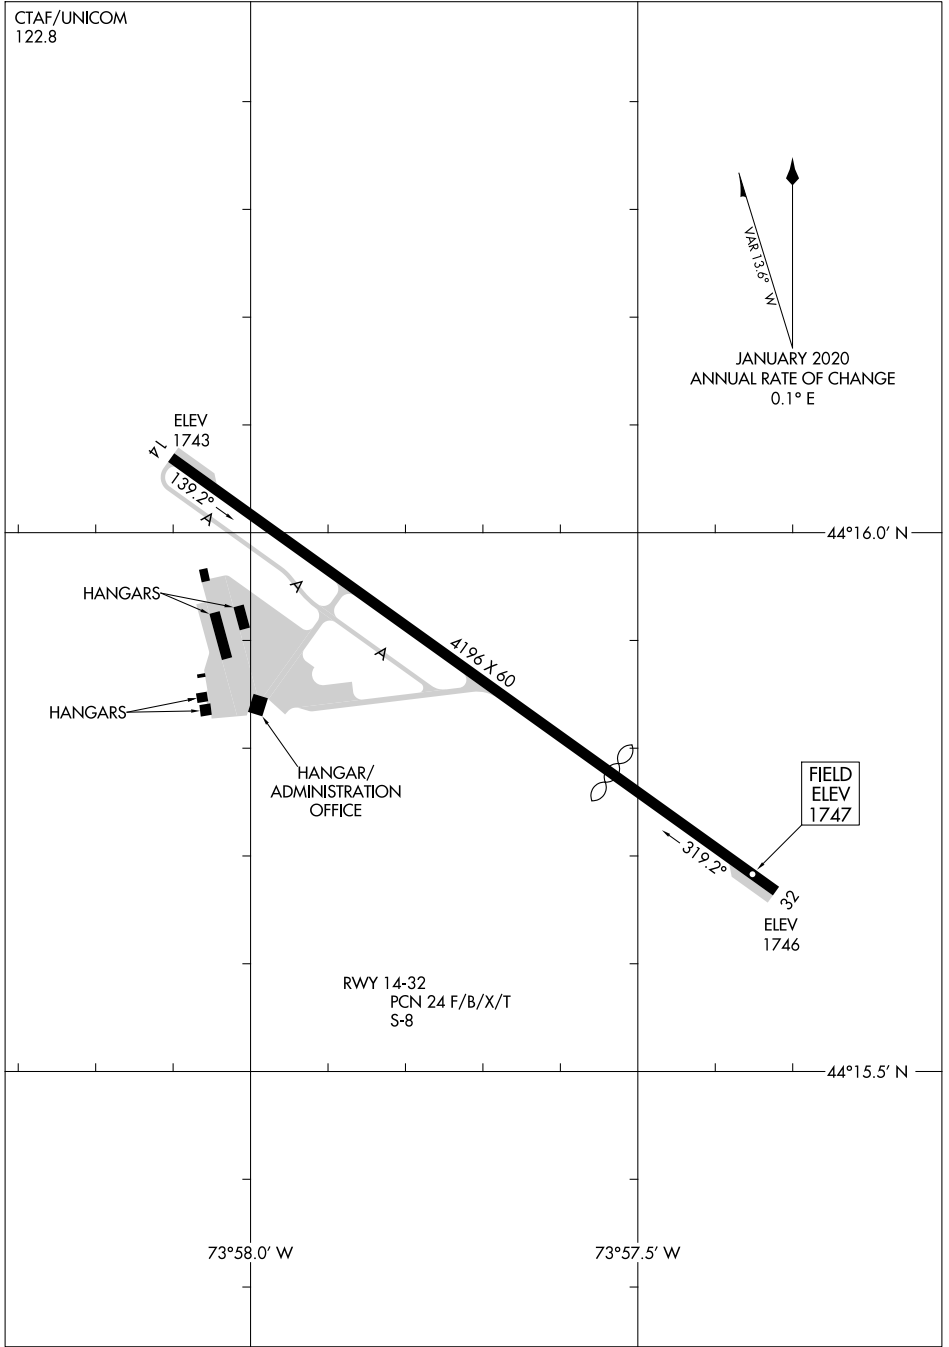 CTAF/UNICOM
122.8
VAR 13.6° W
JANUARY 2020
ANNUAL RATE OF CHANGE
0.1° E
ELEV
1743
14
139.2°
A
44°16.0' N
HANGARS
A
A
4196 X 60
HANGARS
HANGAR/
ADMINISTRATION
OFFICE
FIELD
ELEV
1747
319.2°
32
ELEV
1746
RWY 14-32
PCN 24 F/B/X/T
S-8
44°15.5' N
73°58.0' W
73°57.5' W